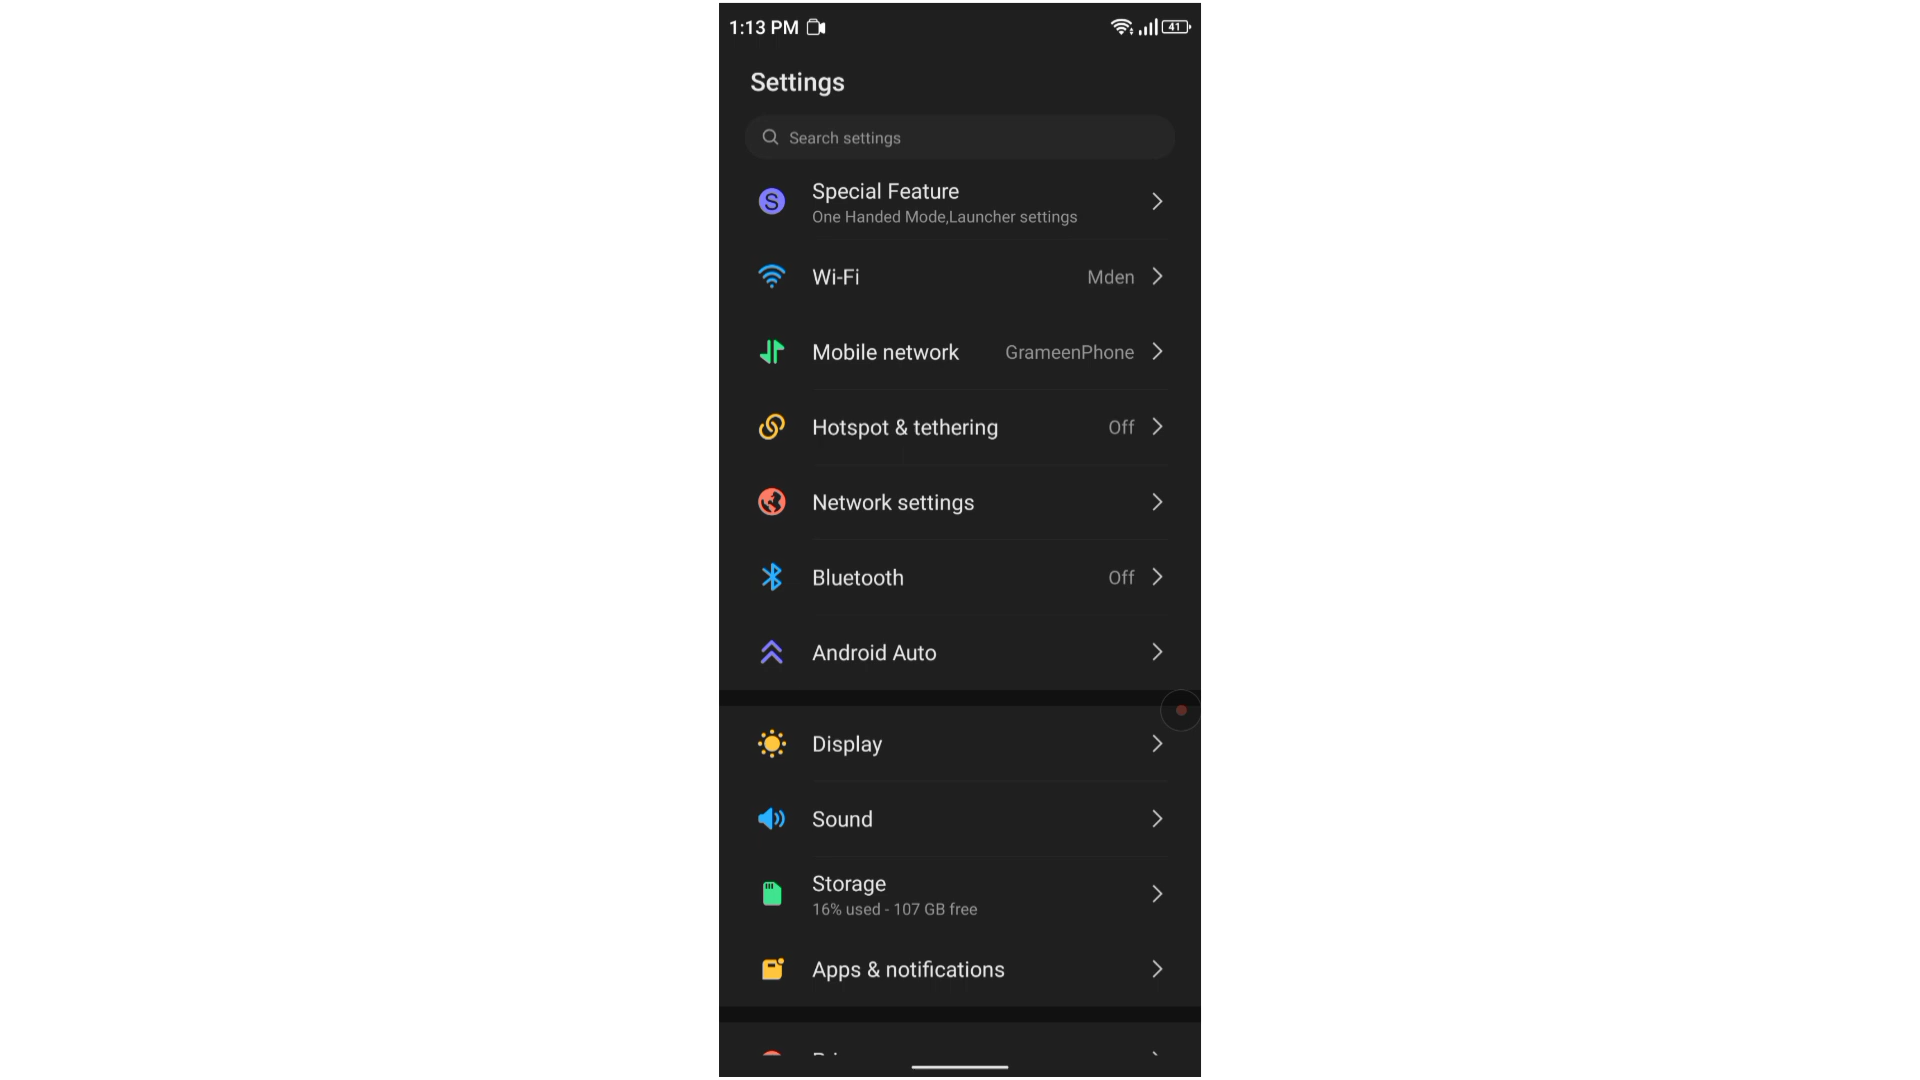 1:13 PM
41
Settings
Search settings
S
Special Feature
One Handed Mode,Launcher settings
Wi-Fi
Mden
Mobile network
GrameenPhone
Hotspot & tethering
Off
Network settings
Bluetooth
Off
Android Auto
Display
Sound
Storage
16% used - 107 GB free
Apps & notifications